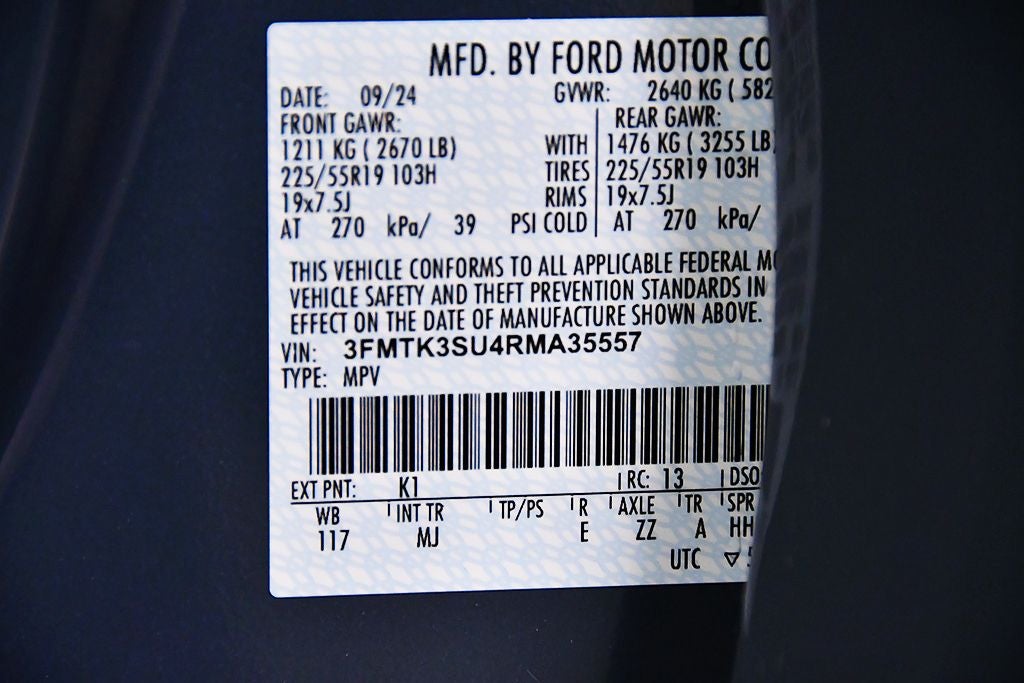 MFD. BY FORD MOTOR CO
DATE: 09/24 GVWR: 2640 KG ( 582
FRONT GAWR: REAR GAWR:
1211 KG ( 2670 LB) WITH 1476 KG ( 3255 LB
225/55R19 103H TIRES 225/55R19 103H
19x7.5J RIMS 19x7.5J
AT 270 kPa/ 39 PSI COLD AT 270 kPa/
THIS VEHICLE CONFORMS TO ALL APPLICABLE FEDERAL
VEHICLE SAFETY AND THEFT PREVENTION STANDARDS IN
EFFECT ON THE DATE OF MANUFACTURE SHOWN ABOVE.
VIN: 3FMTK3SU4RMA35557
TYPE: MPV
EXT PNT: K1 RC: 13 DSO
WB INT TR TP/PS R AXLE TR SPR
117 MJ E ZZ A HH
UTC ▽